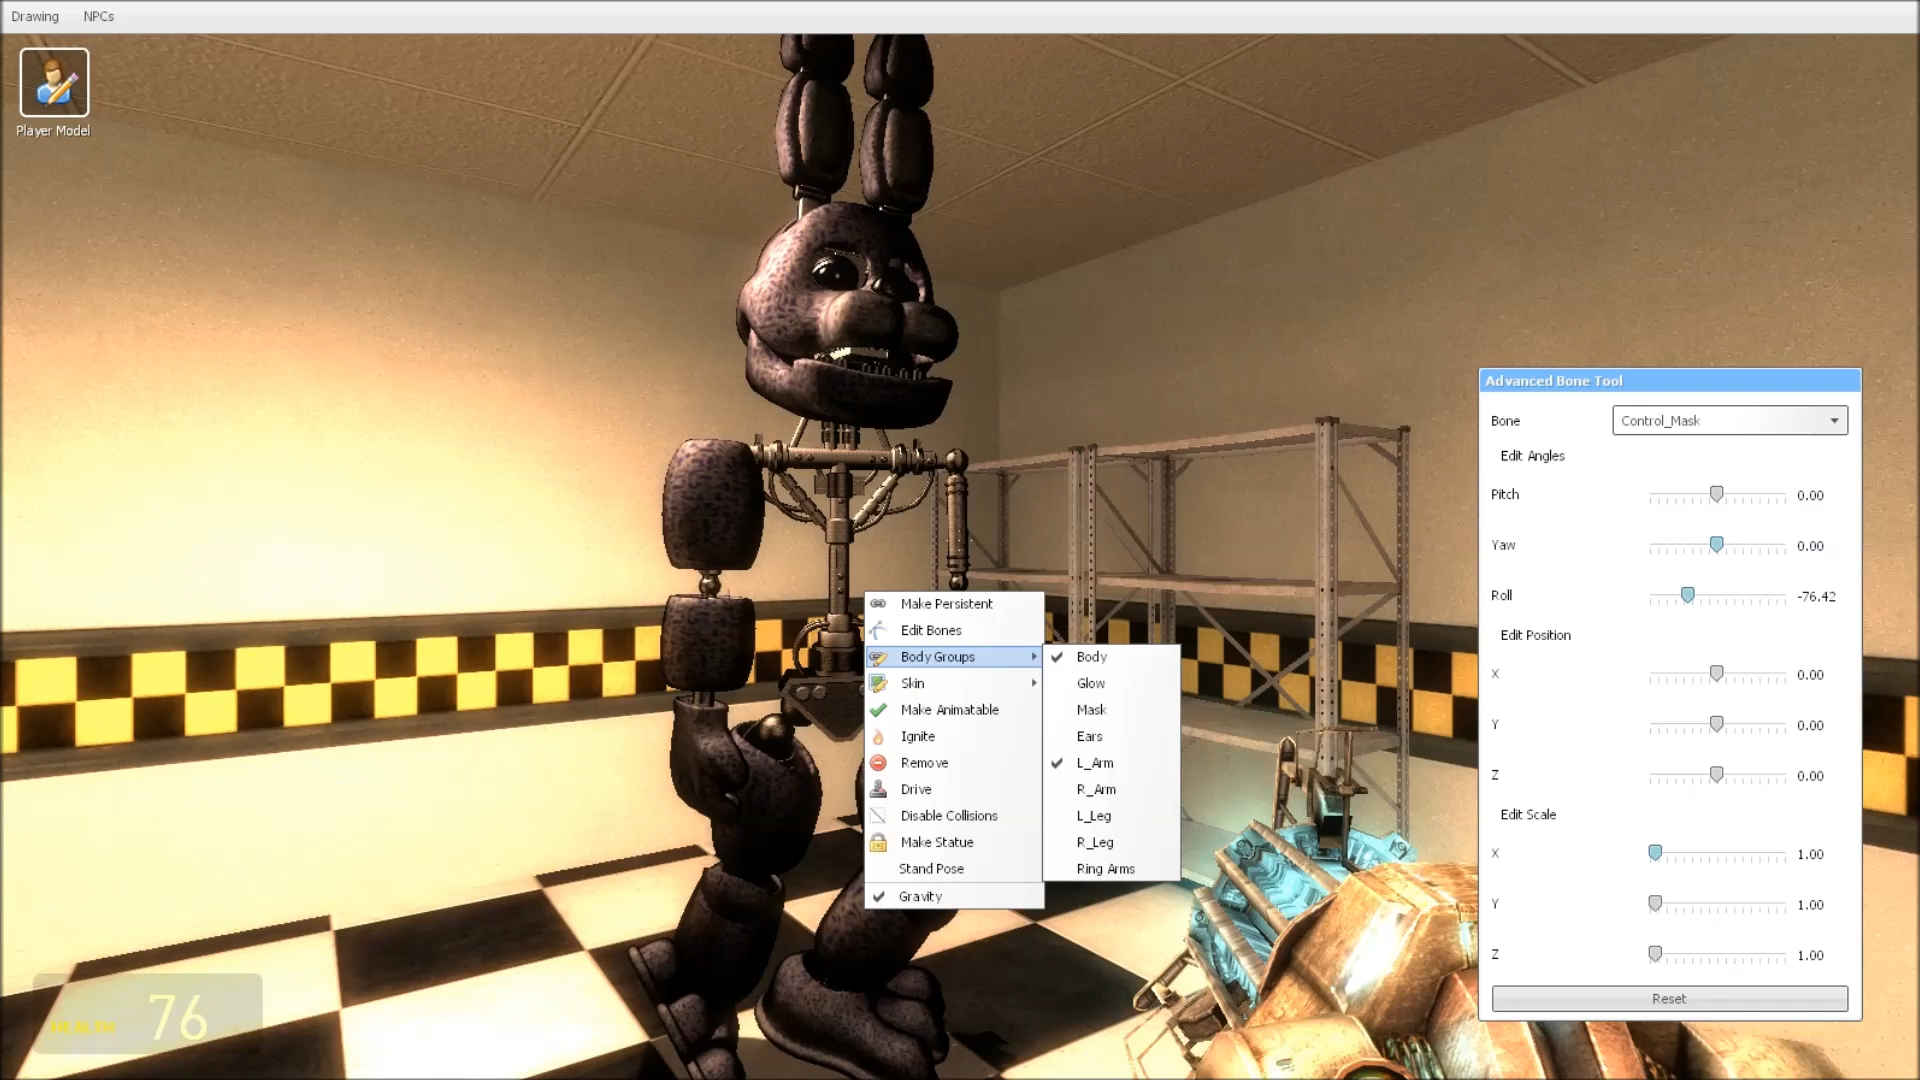 Drawing NPCs
Player Model
Make Persistent
Edit Bones
Body Groups
Skin
Make Animatable
Ignite
Remove
Drive
Disable Collisions
Make Statue
Stand Pose
Gravity
Body
Glow
Mask
Ears
L_Arm
R_Arm
L_Leg
R_Leg
Ring Arms
Advanced Bone Tool
Bone Control_Mask
Edit Angles
Pitch 0.00
Yaw 0.00
Roll -76.42
Edit Position
X 0.00
Y 0.00
Z 0.00
Edit Scale
X 1.00
Y 1.00
Z 1.00
Reset
HEALTH 76